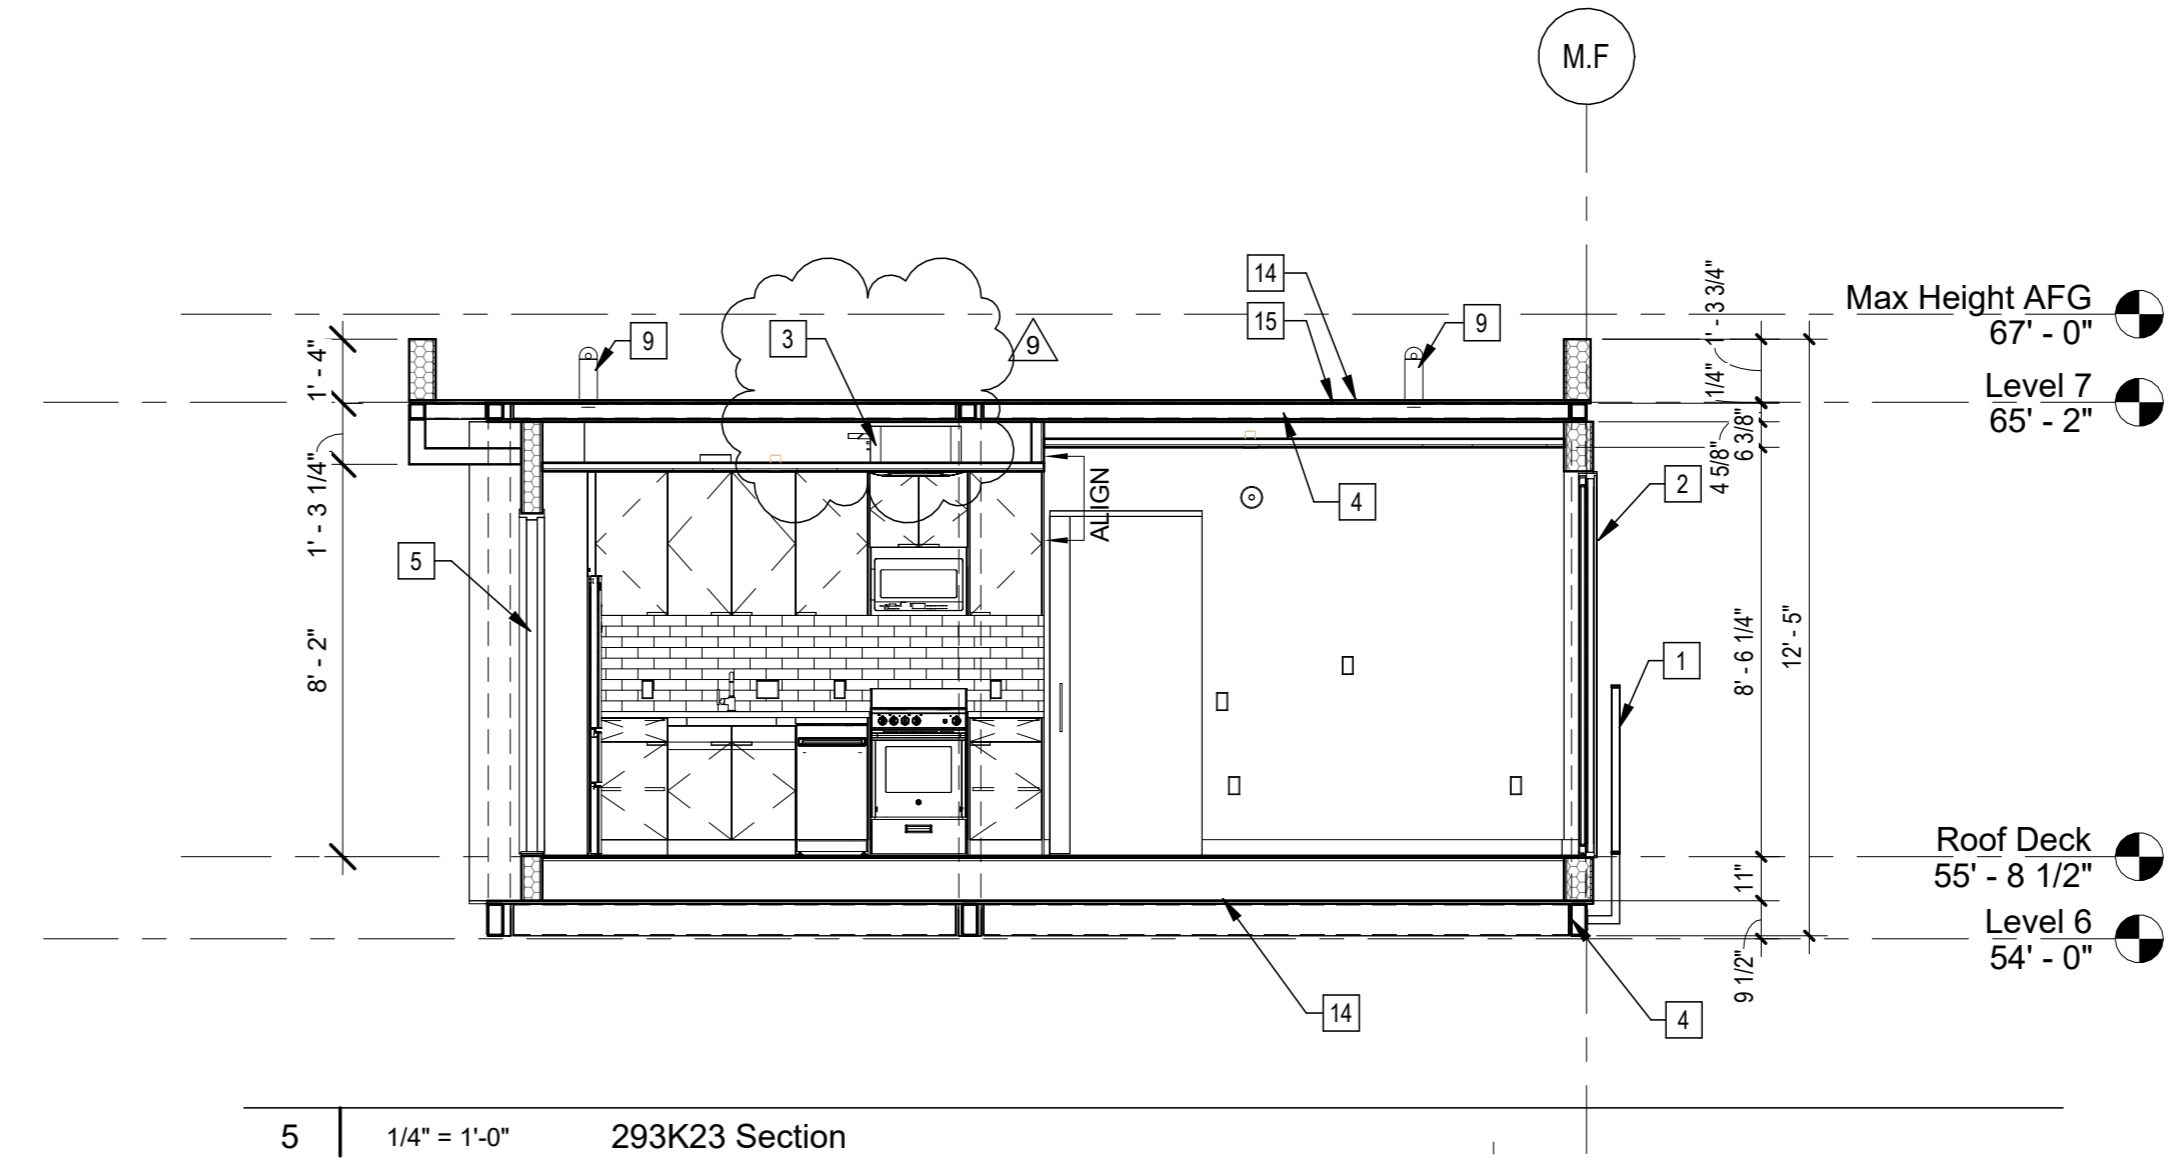 M.F
Max Height AFG
67' - 0"
Level 7
65' - 2"
Roof Deck
55' - 8 1/2"
Level 6
54' - 0"
14
15
9
3
9
9
4
2
5
1
14
4
ALIGN
1' - 4"
1' - 3 1/4"
8' - 2"
1' - 3 3/4"
1/4"
6 3/8"
4 5/8"
8' - 6 1/4"
12' - 5"
11"
9 1/2"
5
1/4" = 1'-0"
293K23 Section